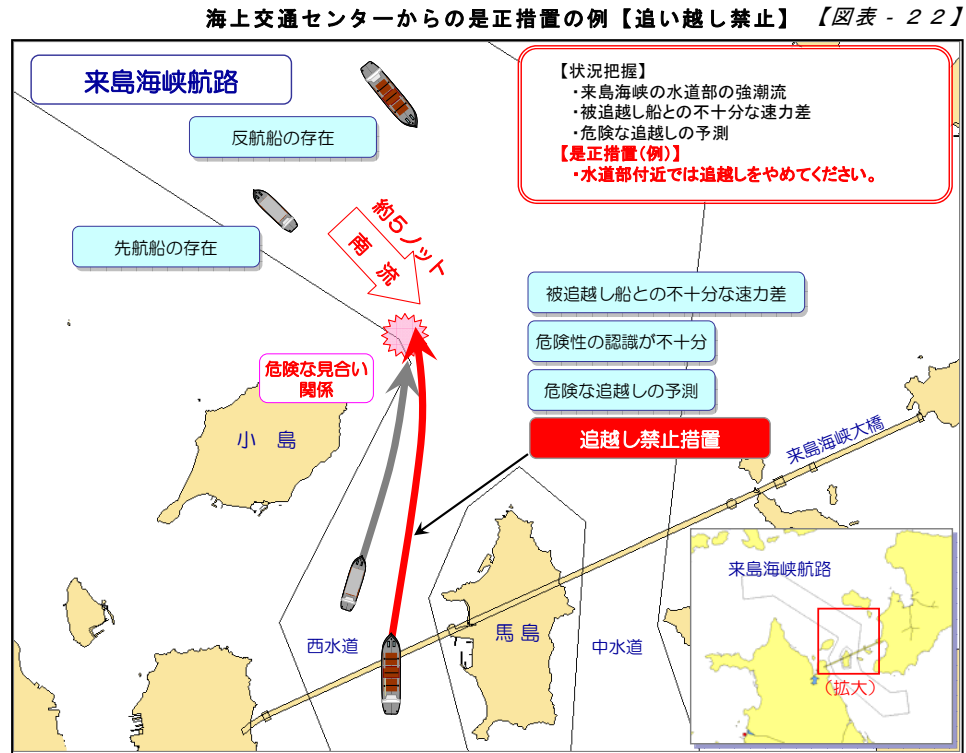 海上交通センターからの是正措置の例【追い越し禁止】 【図表-22】
来島海峡航路
【状況把握】
・来島海峡の水道部の強潮流
・被追越し船との不十分な速力差
・危険な追越しの予測
【是正措置(例)】
・水道部付近では追越しをやめてください。
反航船の存在
先航船の存在
約5ノット
南流
被追越し船との不十分な速力差
危険性の認識が不十分
危険な追越しの予測
追越し禁止措置
危険な見合い
関係
小島
来島海峡大橋
西水道
馬島
中水道
来島海峡航路
(拡大)